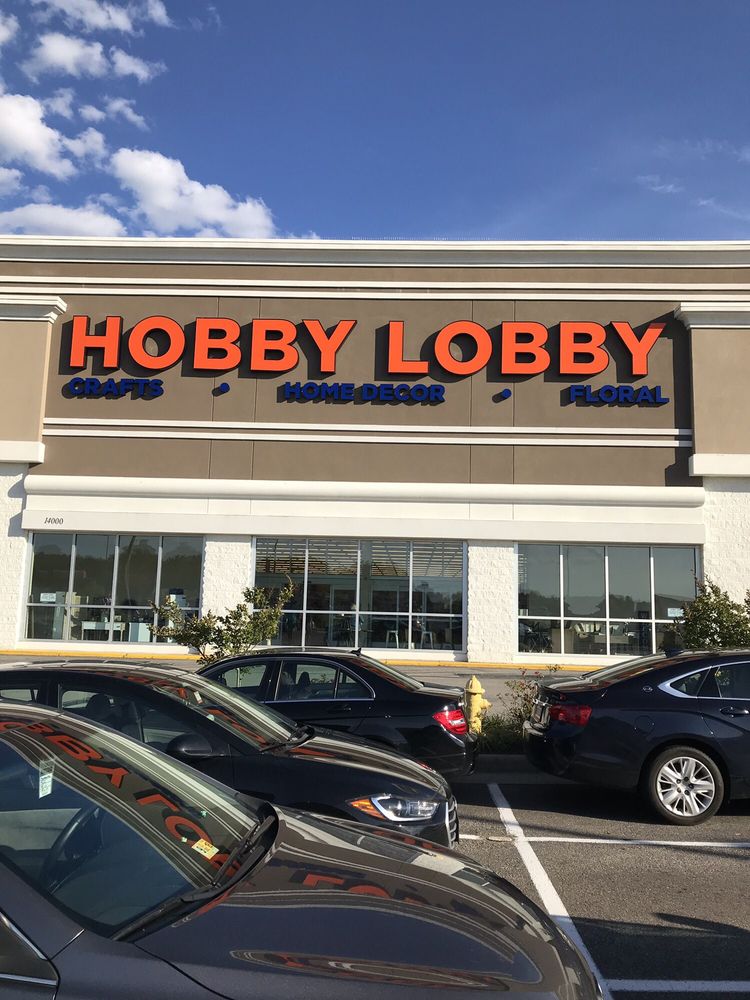 HOBBY LOBBY
CRAFTS • HOME DECOR • FLORAL
14000